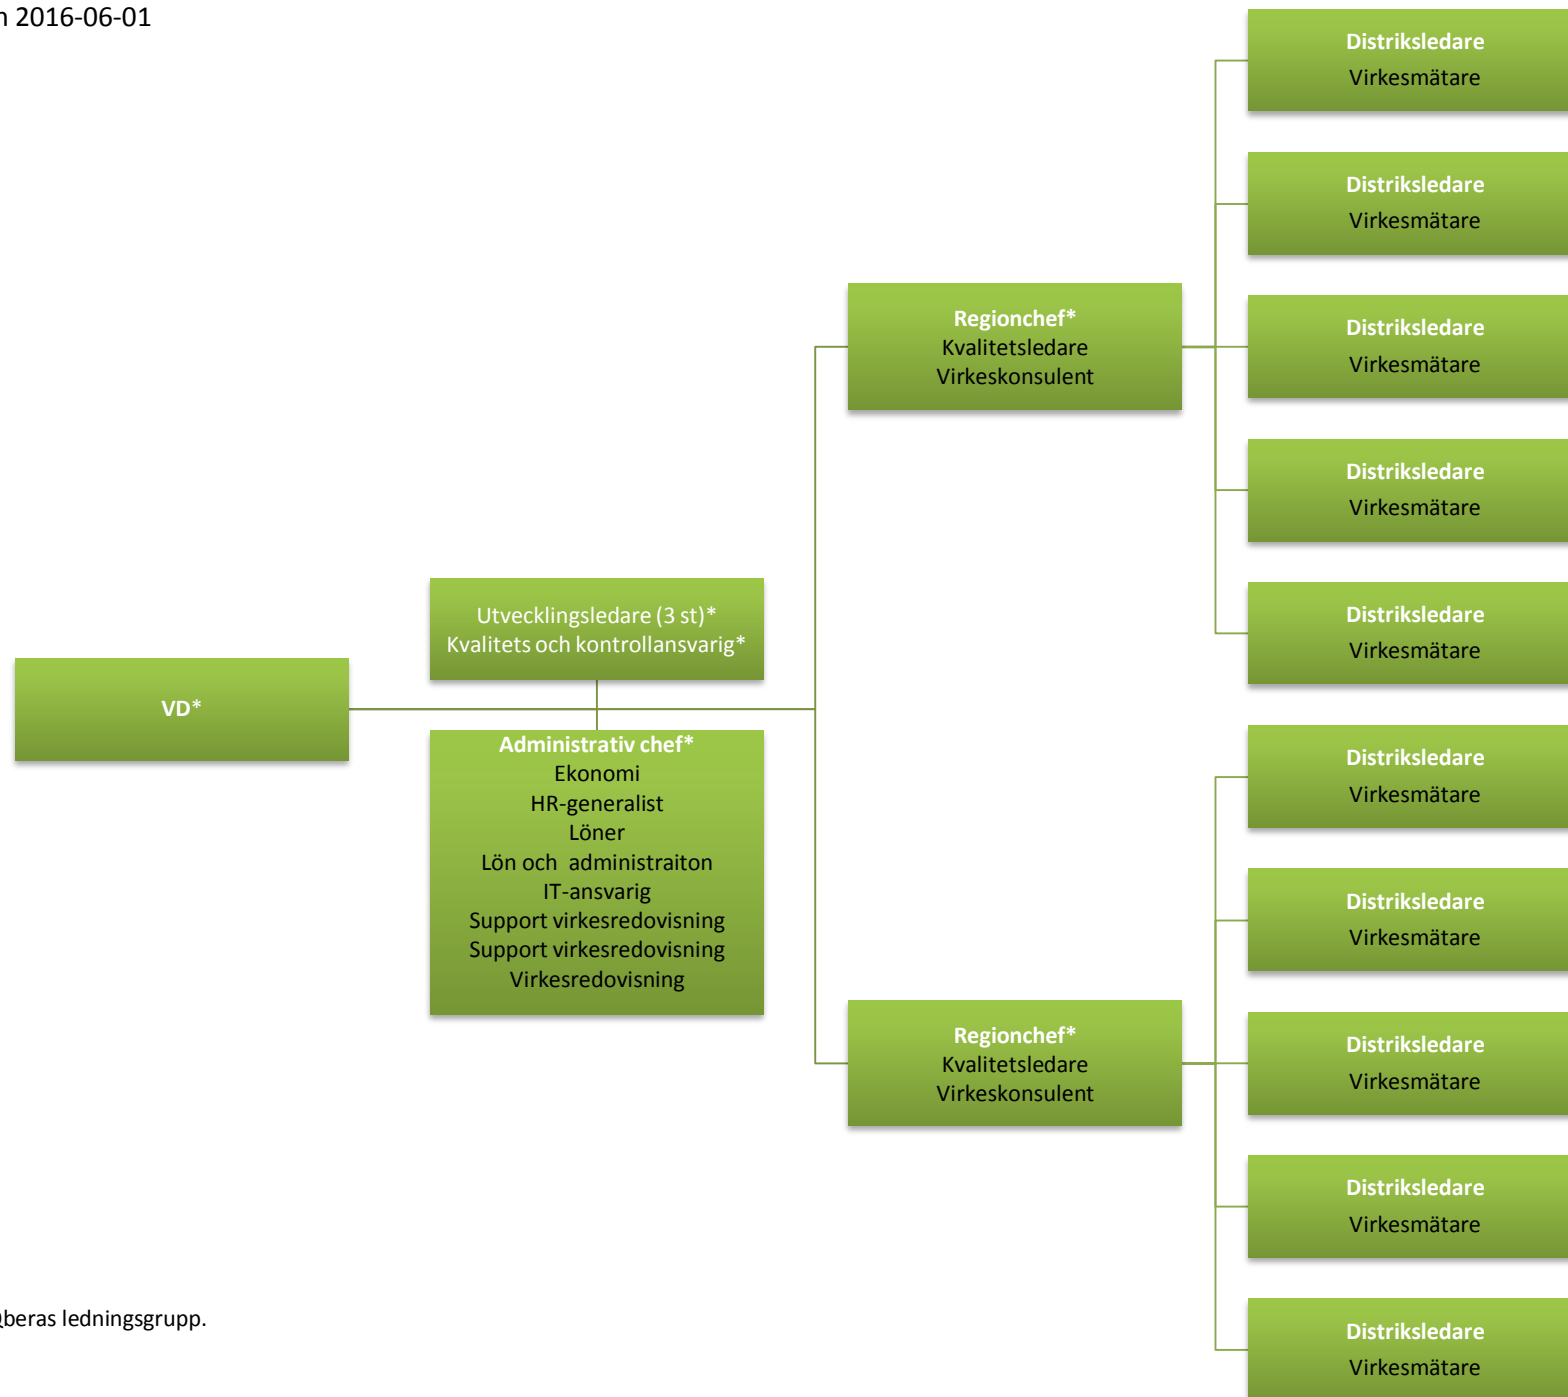 2016-06-01
VD*
Utvecklingsledare (3 st)*
Kvalitets och kontrollansvarig*
Administrativ chef*
Ekonomi
HR-generalist
Löner
Lön och  administraiton
IT-ansvarig
Support virkesredovisning
Support virkesredovisning
Virkesredovisning
Regionchef*
Kvalitetsledare
Virkeskonsulent
Distriksledare
Virkesmätare
Distriksledare
Virkesmätare
Distriksledare
Virkesmätare
Distriksledare
Virkesmätare
Distriksledare
Virkesmätare
Regionchef*
Kvalitetsledare
Virkeskonsulent
Distriksledare
Virkesmätare
Distriksledare
Virkesmätare
Distriksledare
Virkesmätare
Distriksledare
Virkesmätare
Distriksledare
Virkesmätare
ledningsgrupp.